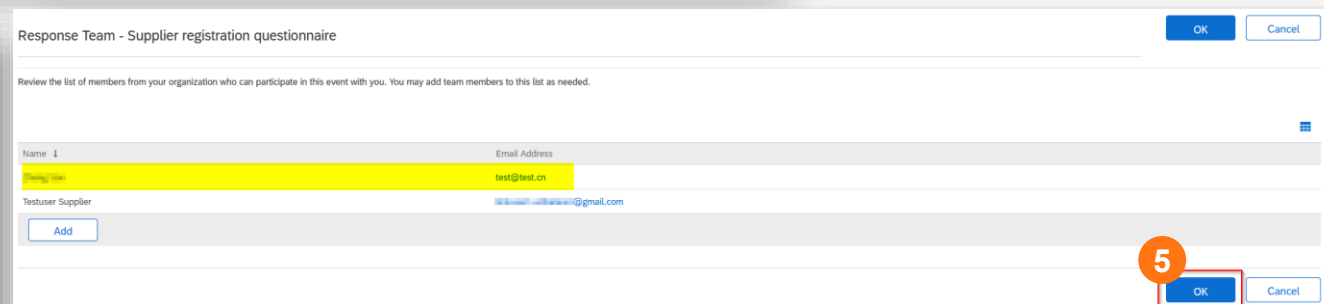 Response Team - Supplier registration questionnaire
OK
Cancel
Review the list of members from your organization who can participate in this event with you. You may add team members to this list as needed.
Name ↓
Email Address
test@test.cn
Testuser Supplier
@gmail.com
Add
5
OK
Cancel